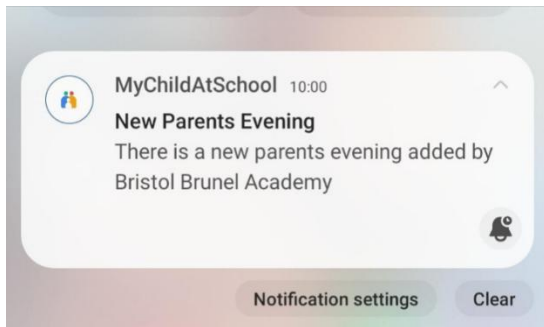 MyChildAtSchool 10:00
New Parents Evening
There is a new parents evening added by
Bristol Brunel Academy
Notification settings
Clear